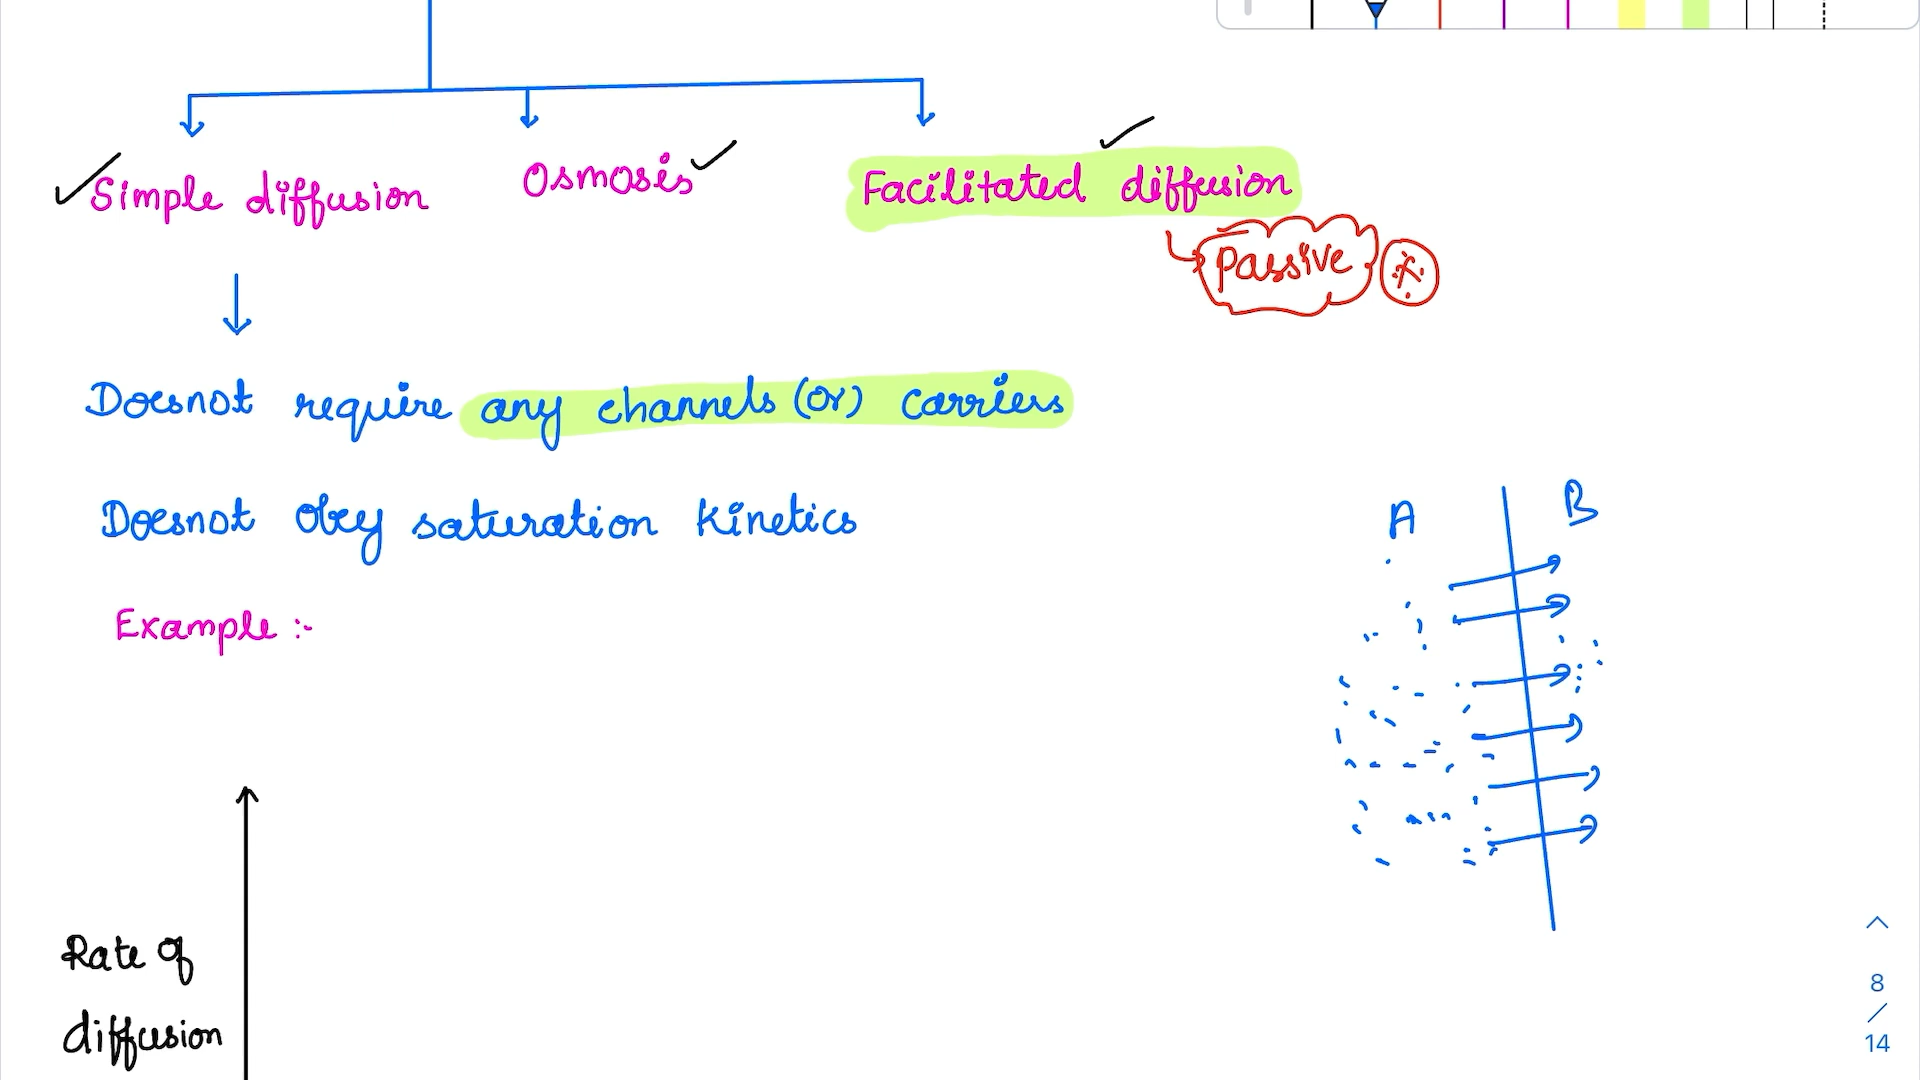 Simple diffusion
Osmosis
Facilitated diffusion
Passive
Doesnot require any channels (or) carriers
Doesnot obey saturation kinetics
Example :-
A
B
Rate of
diffusion
8
/
14